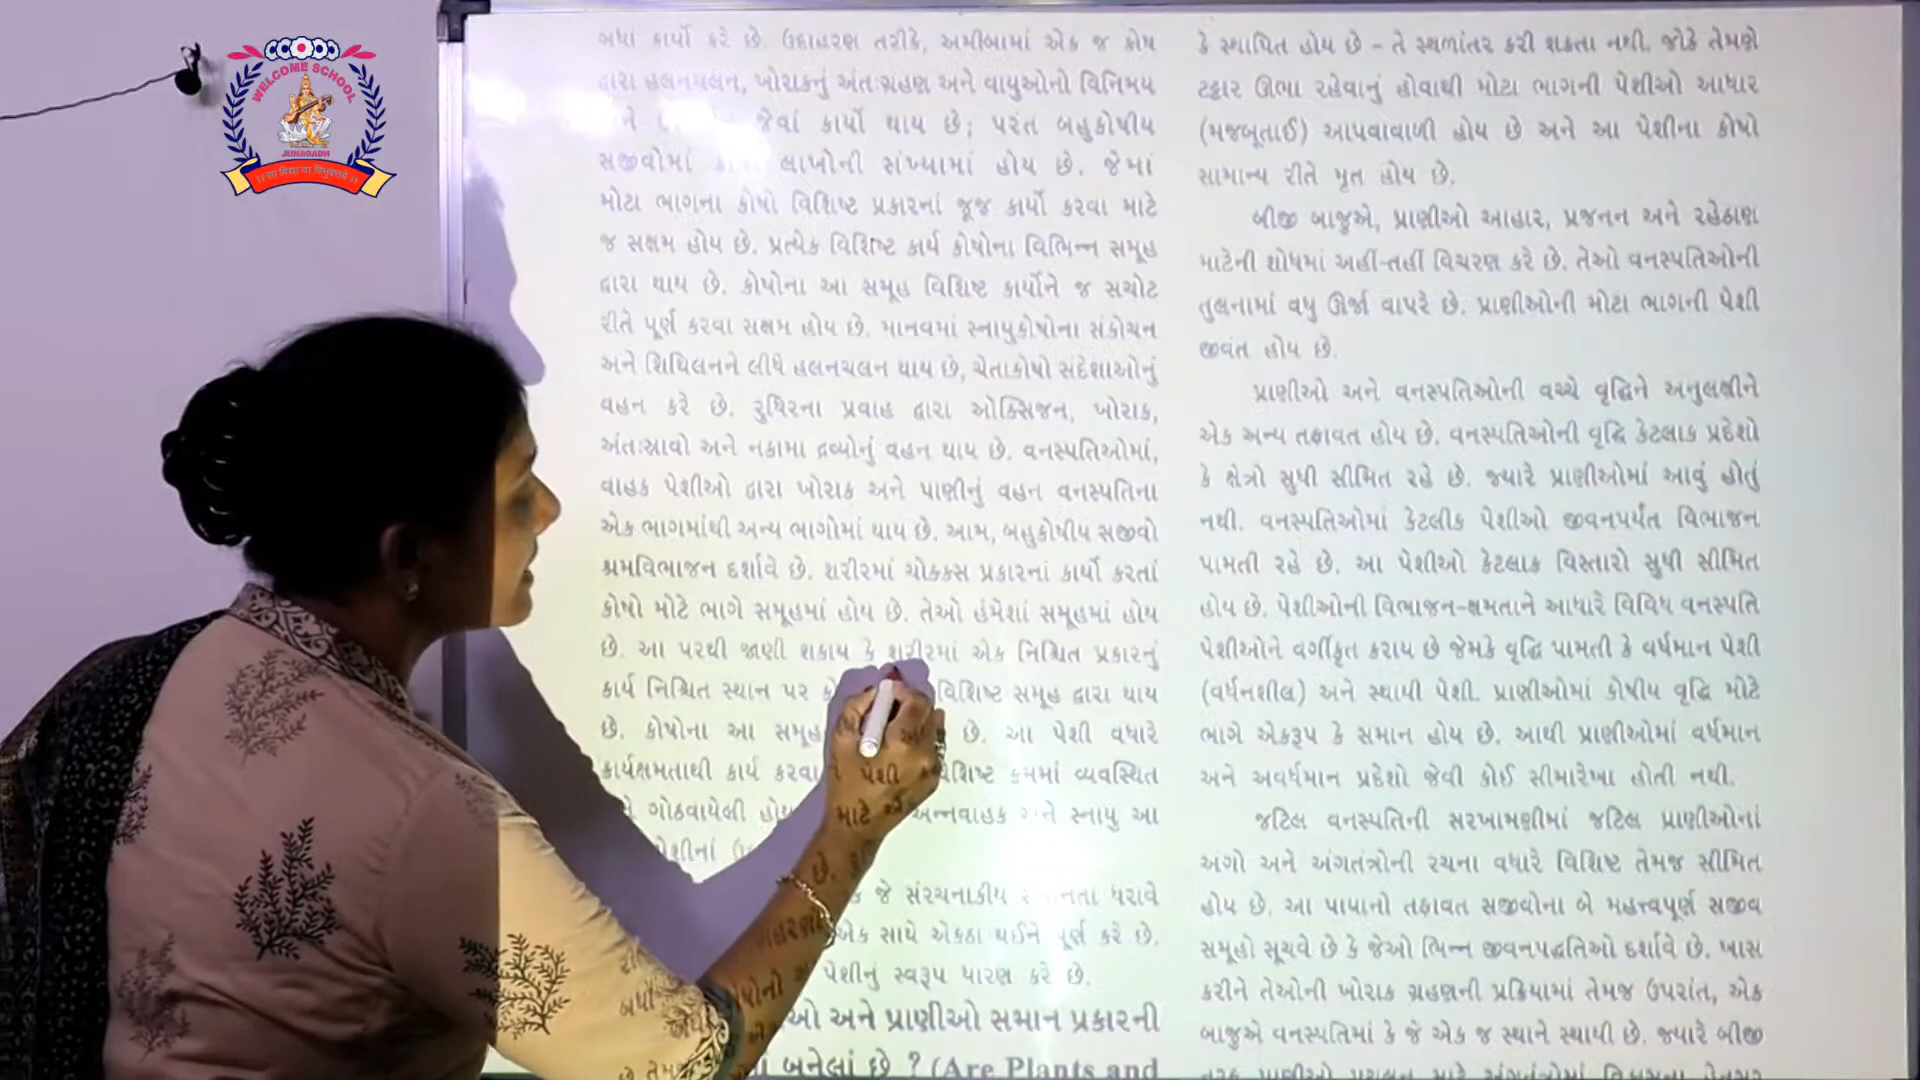 WELCOME SCHOOL
JUNAGADH
॥ सा विद्या या विमुक्तये ॥
બધાં કાર્યો કરે છે. ઉદાહરણ તરીકે, અમીબામાં એક જ કોષ
દ્વારા હલનચલન, ખોરાકનું અંતઃગ્રહણ અને વાયુઓનો વિનિમય
જેવાં કાર્યો થાય છે; પરંતુ બહુકોષીય
સજીવોમાં લાખોની સંખ્યામાં હોય છે. જેમાં
મોટા ભાગના કોષો વિશિષ્ટ પ્રકારનાં જૂજ કાર્યો કરવા માટે
જ સક્ષમ હોય છે. પ્રત્યેક વિશિષ્ટ કાર્ય કોષોના વિભિન્ન સમૂહ
દ્વારા થાય છે. કોષોના આ સમૂહ વિશિષ્ટ કાર્યોને જ સચોટ
રીતે પૂર્ણ કરવા સક્ષમ હોય છે. માનવમાં સ્નાયુકોષોના સંકોચન
અને શિથિલનને લીધે હલનચલન થાય છે, ચેતાકોષો સંદેશાઓનું
વહન કરે છે. રુધિરના પ્રવાહ દ્વારા ઓક્સિજન, ખોરાક,
અંતઃસ્રાવો અને નકામા દ્રવ્યોનું વહન થાય છે. વનસ્પતિઓમાં,
વાહક પેશીઓ દ્વારા ખોરાક અને પાણીનું વહન વનસ્પતિના
એક ભાગમાંથી અન્ય ભાગોમાં થાય છે. આમ, બહુકોષીય સજીવો
શ્રમવિભાજન દર્શાવે છે. શરીરમાં ચોક્કસ પ્રકારનાં કાર્યો કરતાં
કોષો મોટે ભાગે સમૂહમાં હોય છે. તેઓ હંમેશાં સમૂહમાં હોય
છે. આ પરથી જાણી શકાય કે શરીરમાં એક નિશ્ચિત પ્રકારનું
કાર્ય નિશ્ચિત સ્થાન પર વિશિષ્ટ સમૂહ દ્વારા થાય
છે. કોષોના આ સમૂહ છે. આ પેશી વધારે
કાર્યક્ષમતાથી કાર્ય કરવા પેશી ક્રમમાં વ્યવસ્થિત
ગોઠવાયેલી હોય માટે અન્નવાહક અને સ્નાયુ આ
પેશીનાં છે.
કે જે સંરચનાકીય ધરાવે
એક સાથે એકઠા થઈને પૂર્ણ કરે છે.
પેશીનું સ્વરૂપ ધારણ કરે છે.
અને પ્રાણીઓ સમાન પ્રકારની
બનેલાં છે ? (Are Plants and
કે સ્થાપિત હોય છે – તે સ્થળાંતર કરી શકતા નથી. જોકે તેમણે
ટટ્ટાર ઊભા રહેવાનું હોવાથી મોટા ભાગની પેશીઓ આધાર
(મજબૂતાઈ) આપવાવાળી હોય છે અને આ પેશીના કોષો
સામાન્ય રીતે મૃત હોય છે.
બીજી બાજુએ, પ્રાણીઓ આહાર, પ્રજનન અને રહેઠાણ
માટેની શોધમાં અહીં-તહીં વિચરણ કરે છે. તેઓ વનસ્પતિઓની
તુલનામાં વધુ ઊર્જા વાપરે છે. પ્રાણીઓની મોટા ભાગની પેશી
જીવંત હોય છે.
પ્રાણીઓ અને વનસ્પતિઓની વચ્ચે વૃદ્ધિને અનુલક્ષીને
એક અન્ય તફાવત હોય છે. વનસ્પતિઓની વૃદ્ધિ કેટલાક પ્રદેશો
કે ક્ષેત્રો સુધી સીમિત રહે છે. જ્યારે પ્રાણીઓમાં આવું હોતું
નથી. વનસ્પતિઓમાં કેટલીક પેશીઓ જીવનપર્યંત વિભાજન
પામતી રહે છે. આ પેશીઓ કેટલાક વિસ્તારો સુધી સીમિત
હોય છે. પેશીઓની વિભાજન-ક્ષમતાને આધારે વિવિધ વનસ્પતિ
પેશીઓને વર્ગીકૃત કરાય છે જેમકે વૃદ્ધિ પામતી કે વર્ધમાન પેશી
(વર્ધનશીલ) અને સ્થાયી પેશી. પ્રાણીઓમાં કોષીય વૃદ્ધિ મોટે
ભાગે એકરૂપ કે સમાન હોય છે. આથી પ્રાણીઓમાં વર્ધમાન
અને અવર્ધમાન પ્રદેશો જેવી કોઈ સીમારેખા હોતી નથી.
જટિલ વનસ્પતિની સરખામણીમાં જટિલ પ્રાણીઓનાં
અંગો અને અંગતંત્રોની રચના વધારે વિશિષ્ટ તેમજ સીમિત
હોય છે. આ પાયાનો તફાવત સજીવોના બે મહત્ત્વપૂર્ણ સજીવ
સમૂહો સૂચવે છે કે જેઓ ભિન્ન જીવનપદ્ધતિઓ દર્શાવે છે. ખાસ
કરીને તેઓની ખોરાક ગ્રહણની પ્રક્રિયામાં તેમજ ઉપરાંત, એક
બાજુએ વનસ્પતિમાં કે જે એક જ સ્થાને સ્થાયી છે. જ્યારે બીજી